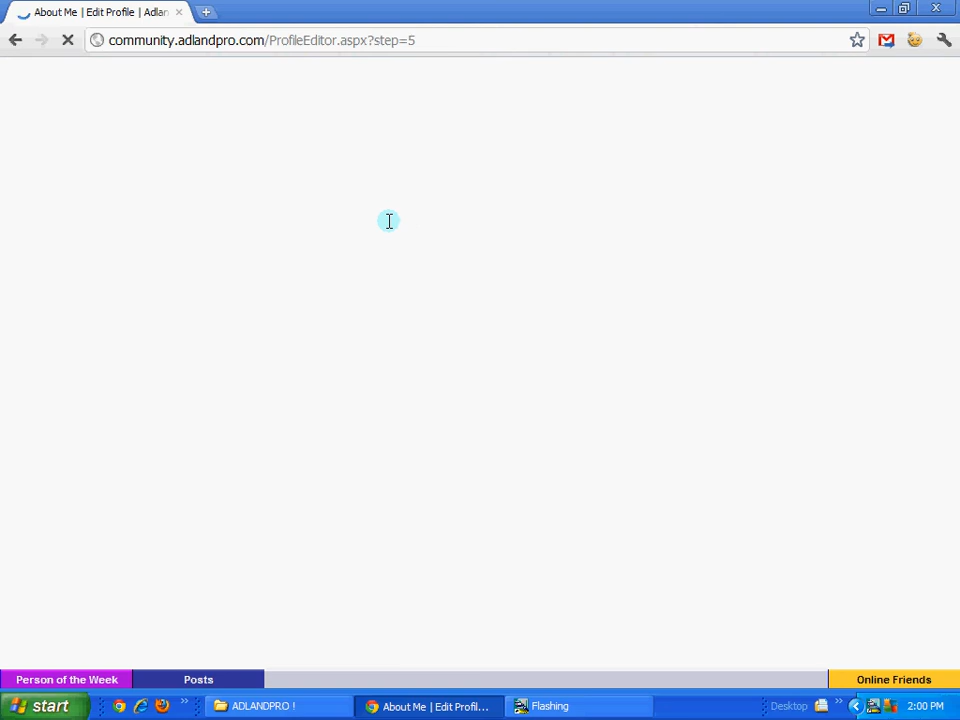 About Me | Edit Profile | Adlan
community.adlandpro.com/ProfileEditor.aspx?step=5
Person of the Week
Posts
Online Friends
start
ADLANDPRO !
About Me | Edit Profil...
Flashing
Desktop
2:00 PM